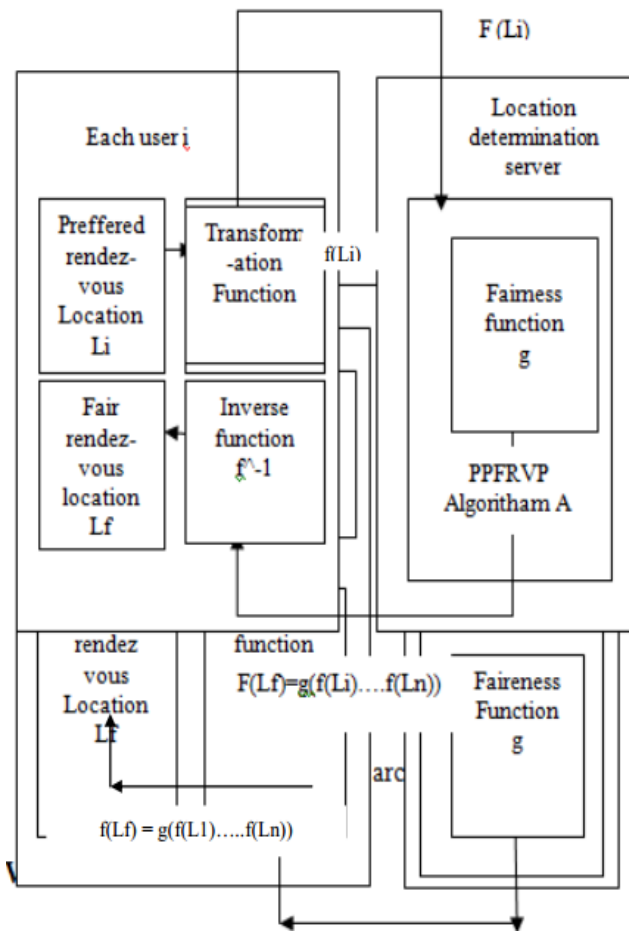 F (Li)
Each user i
Location
determination
server
Preffered
rendez-
vous
Location
Li
Transform
-ation
Function
f(Li)
Fairness
function
g
Fair
rendez-
vous
location
Lf
Inverse
function
f^-1
PPFRVP
Algoritham A
rendez
vous
Location
Lf
function
F(Lf)=g(f(Li)....f(Ln))
Faireness
Function
g
arc
f(Lf) = g(f(L1)…..f(Ln))